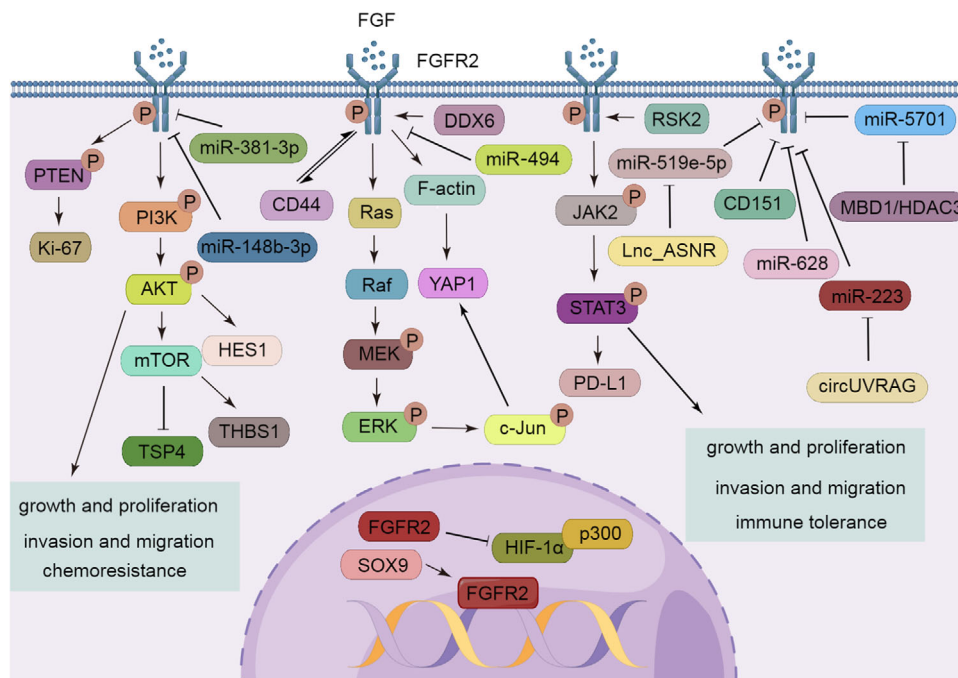 FGF
FGFR2
P
P
P
P
DDX6
RSK2
miR-5701
miR-381-3p
P
PTEN
miR-494
miR-519e-5p
F-actin
CD44
CD151
MBD1/HDAC3
P
PI3K
Ras
P
JAK2
Ki-67
miR-148b-3p
Lnc_ASNR
miR-628
P
AKT
Raf
YAP1
miR-223
P
STAT3
HES1
mTOR
P
MEK
PD-L1
circUVRAG
THBS1
P
ERK
P
c-Jun
TSP4
growth and proliferation
invasion and migration
immune tolerance
growth and proliferation
invasion and migration
chemoresistance
FGFR2
p300
HIF-1α
SOX9
FGFR2